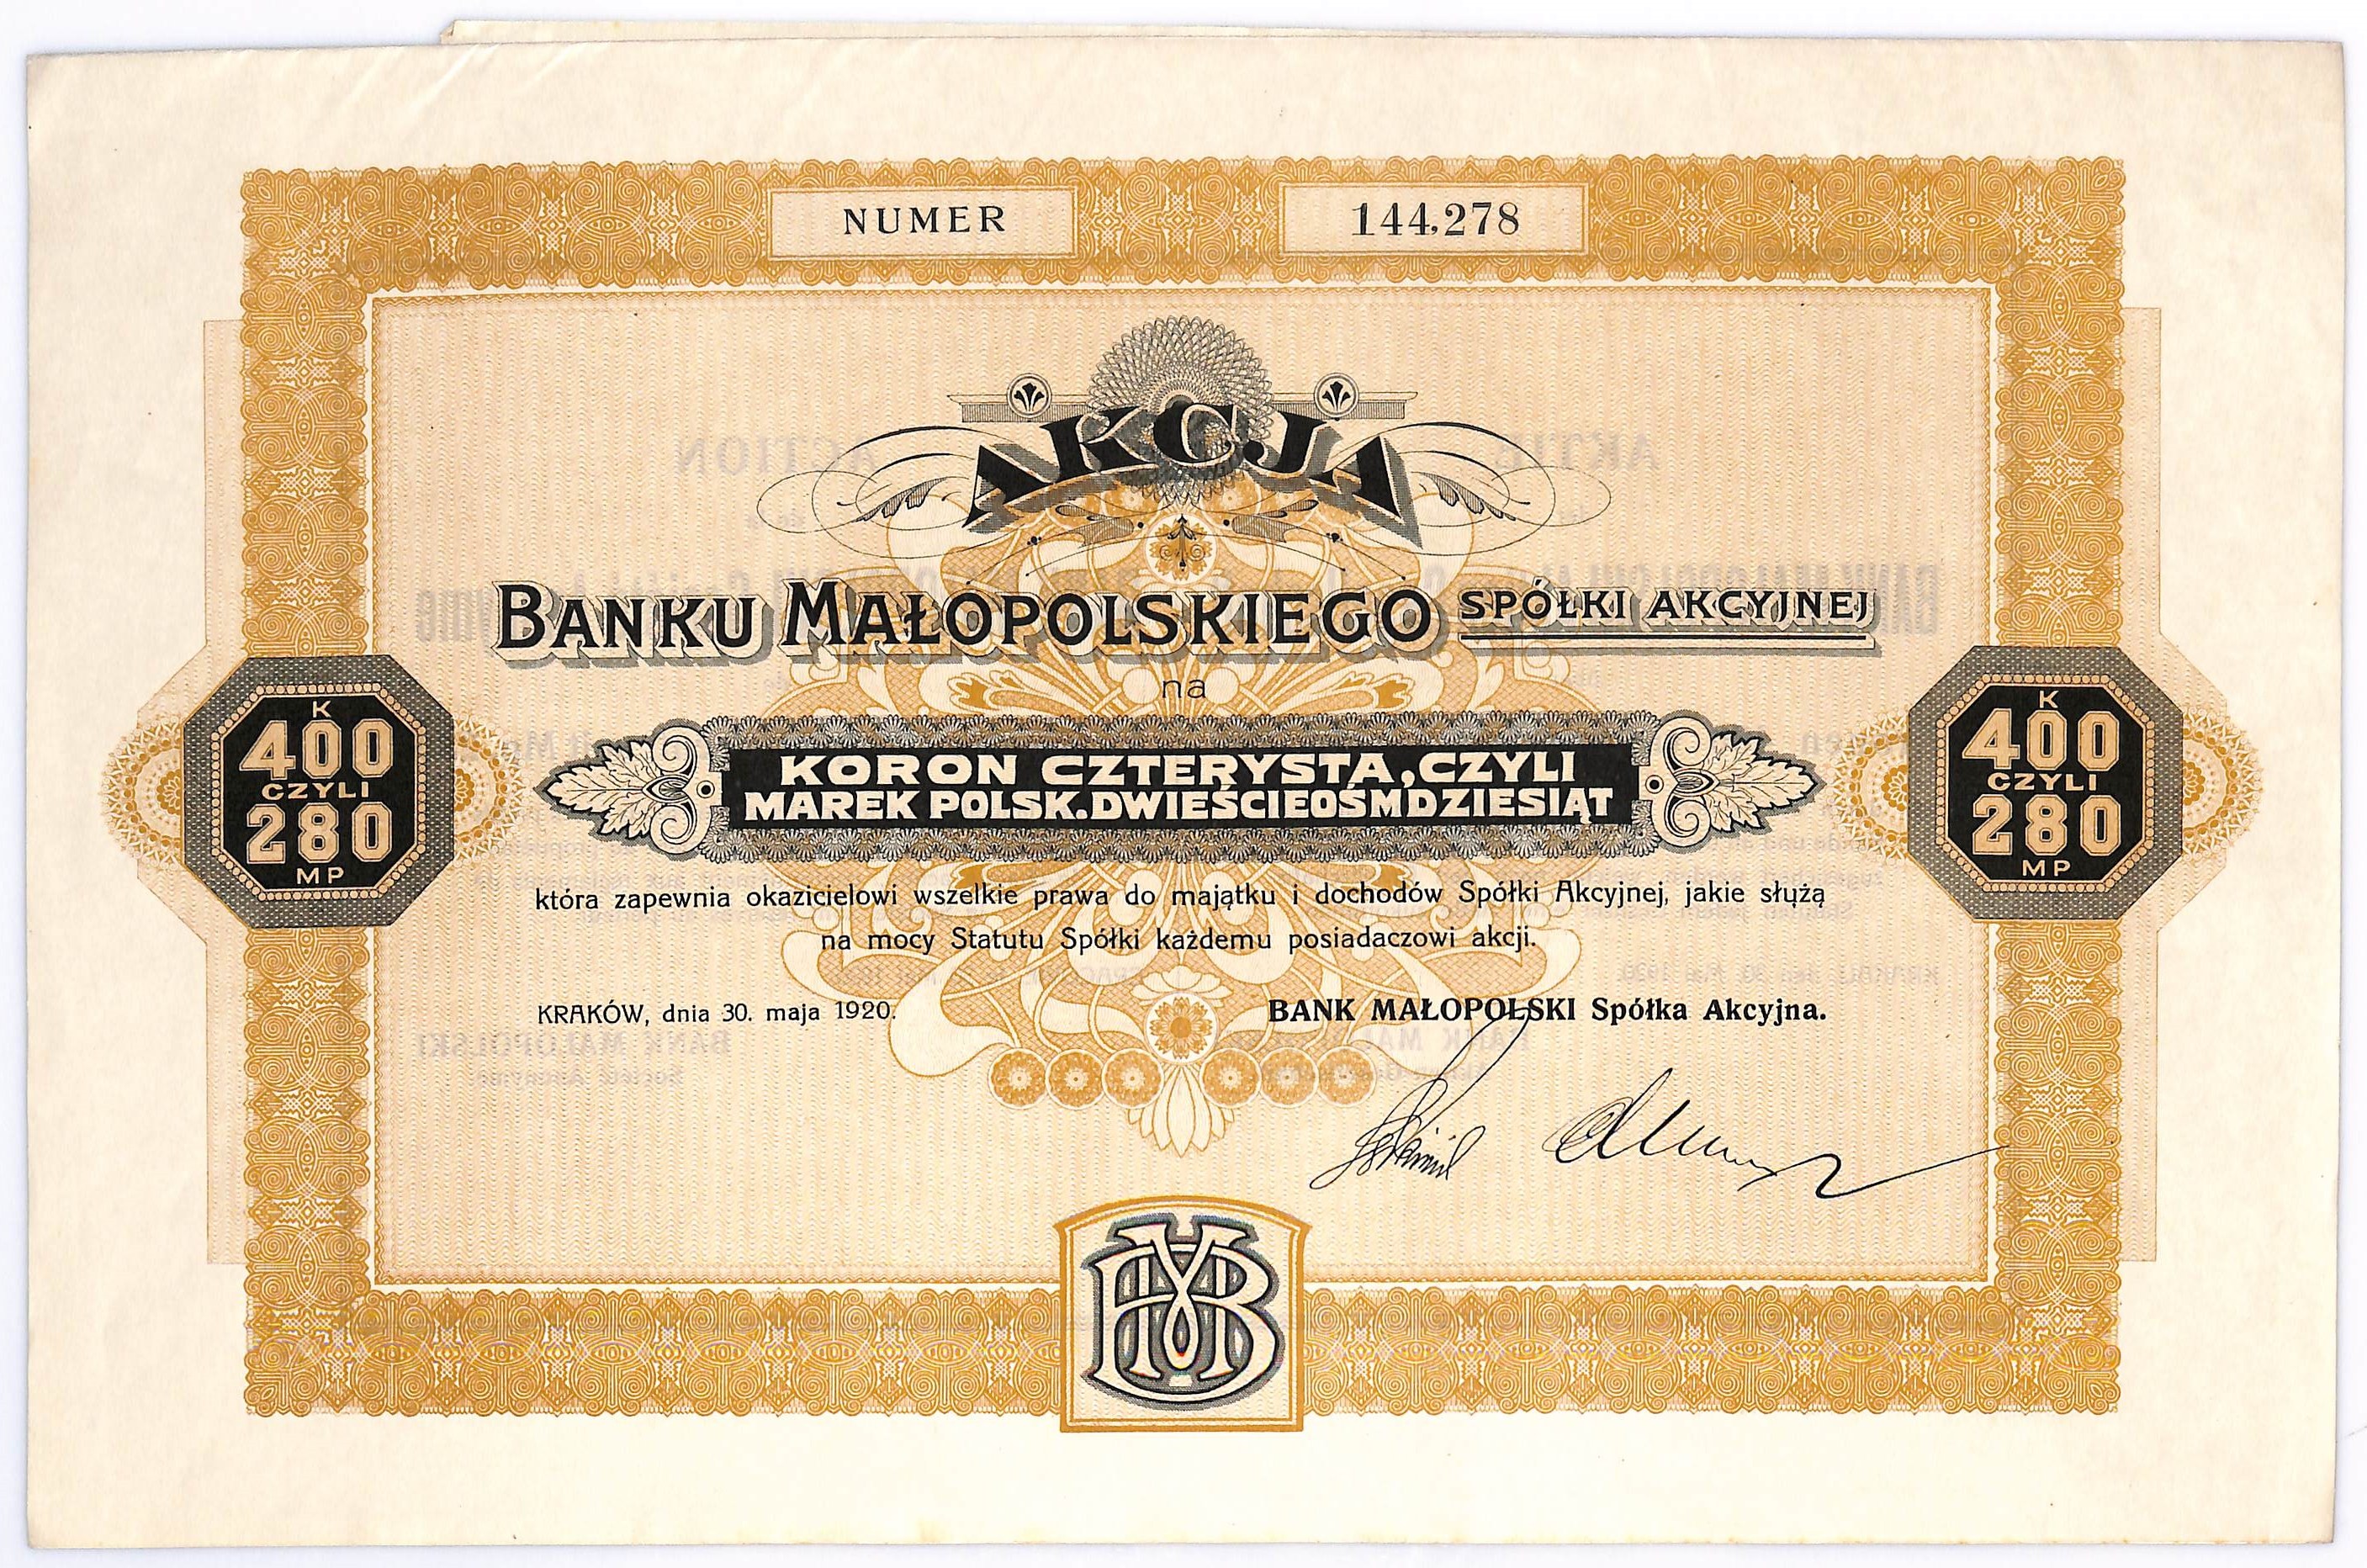 NUMER 144,278
AKCJA
BANKU MAŁOPOLSKIEGO SPÓŁKI AKCYJNEJ
na
KORON CZTERYSTA, CZYLI
MAREK POLSK. DWIEŚCIEOŚMDZIESIĄT
K
400
CZYLI
280
MP
K
400
CZYLI
280
MP
która zapewnia okazicielowi wszelkie prawa do majątku i dochodów Spółki Akcyjnej, jakie służą
na mocy Statutu Spółki każdemu posiadaczowi akcji.
KRAKÓW, dnia 30. maja 1920. BANK MAŁOPOLSKI Spółka Akcyjna.